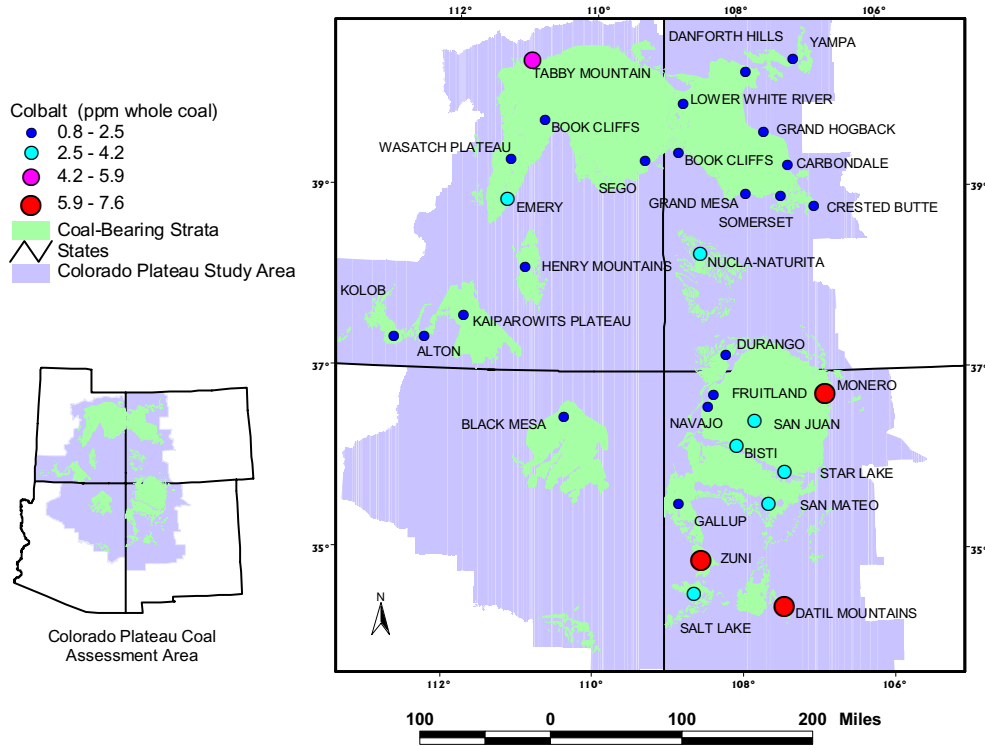 112°
110°
108°
106°
DANFORTH HILLS
YAMPA
TABBY MOUNTAIN
Colbalt (ppm whole coal)
0.8 - 2.5
2.5 - 4.2
4.2 - 5.9
5.9 - 7.6
Coal-Bearing Strata
States
Colorado Plateau Study Area
LOWER WHITE RIVER
BOOK CLIFFS
GRAND HOGBACK
WASATCH PLATEAU
BOOK CLIFFS
CARBONDALE
SEGO
39°
39°
GRAND MESA
EMERY
SOMERSET
CRESTED BUTTE
NUCLA-NATURITA
HENRY MOUNTAINS
KOLOB
KAIPAROWITS PLATEAU
ALTON
DURANGO
37°
37°
MONERO
FRUITLAND
NAVAJO
SAN JUAN
BLACK MESA
BISTI
STAR LAKE
SAN MATEO
GALLUP
35°
35°
ZUNI
N
DATIL MOUNTAINS
SALT LAKE
Colorado Plateau Coal
Assessment Area
112°
110°
108°
106°
100 0 100 200 Miles